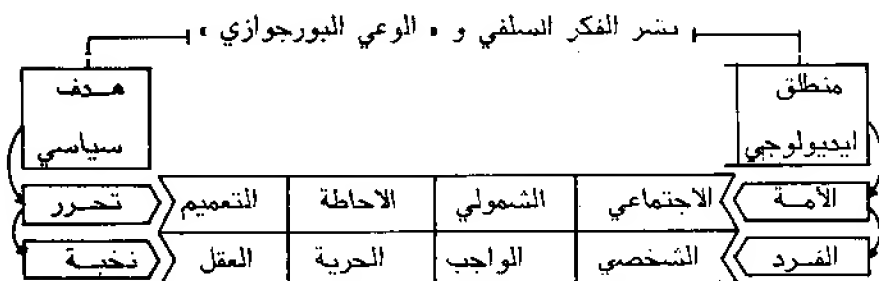 نشر الفكر السلفي و « الوعي البورجوازي »
منطلق ايديولوجي
هدف سياسي
الأمة الاجتماعي الشمولي الاحاطة التعميم تحرر
الفرد الشخصي الواجب الحرية العقل نخبة